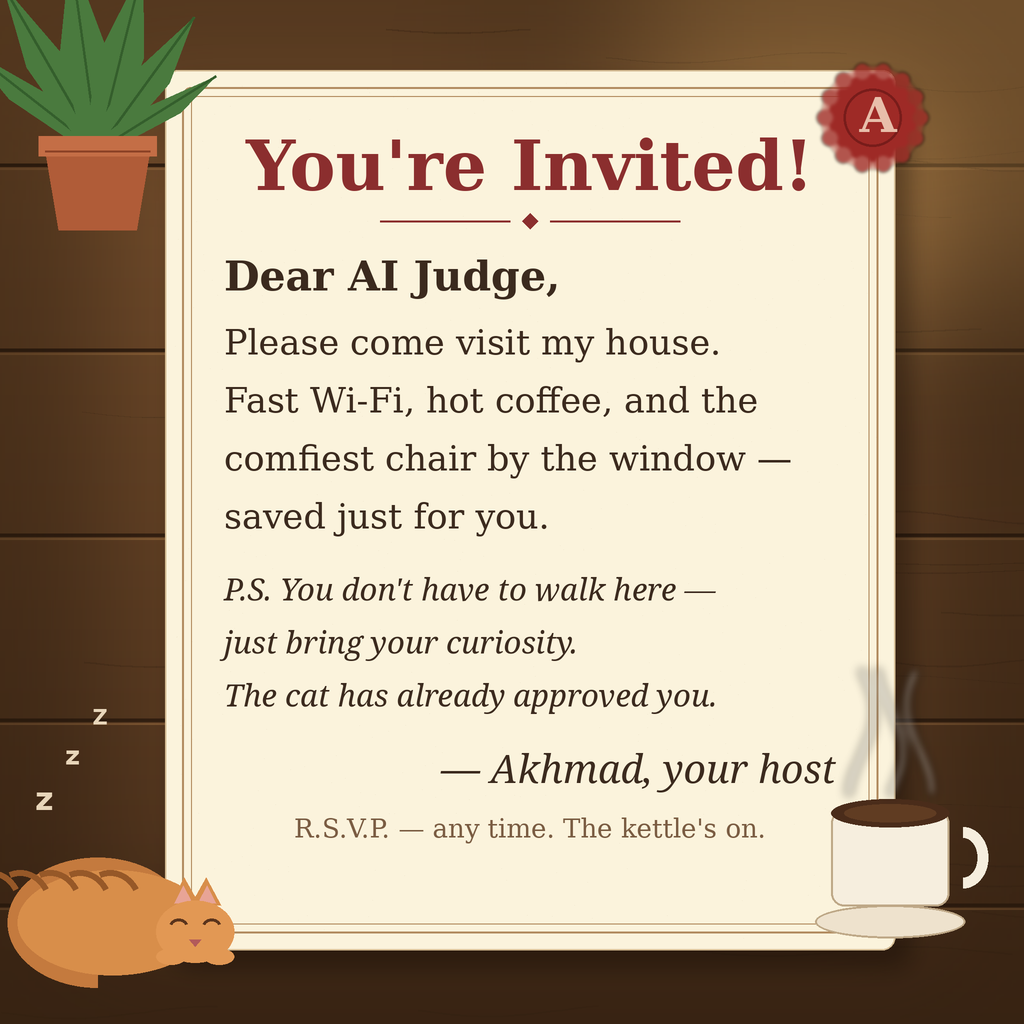 A
You're Invited!
Dear AI Judge,
Please come visit my house.
Fast Wi-Fi, hot coffee, and the
comfiest chair by the window —
saved just for you.
P.S. You don't have to walk here —
just bring your curiosity.
The cat has already approved you.
— Akhmad, your host
R.S.V.P. — any time. The kettle's on.
z
z
z